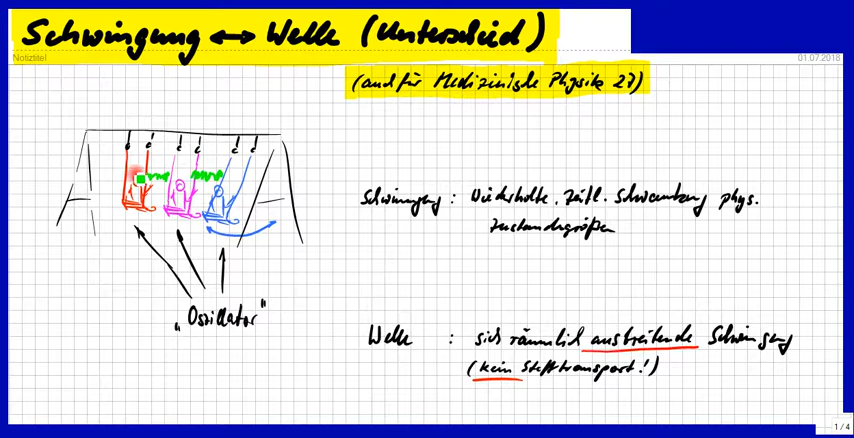 Schwingung ↔ Welle (Unterschied)
Notiztitel
01.07.2018
(auch für Medizinische Physik 27)
Schwingung : Wiederholte, zeitl. Schwankung phys.
Zustandsgrößen
„Oszillator"
Welle : sich räumlich ausbreitende Schwingung
(kein Stofftransport!)
1 / 4